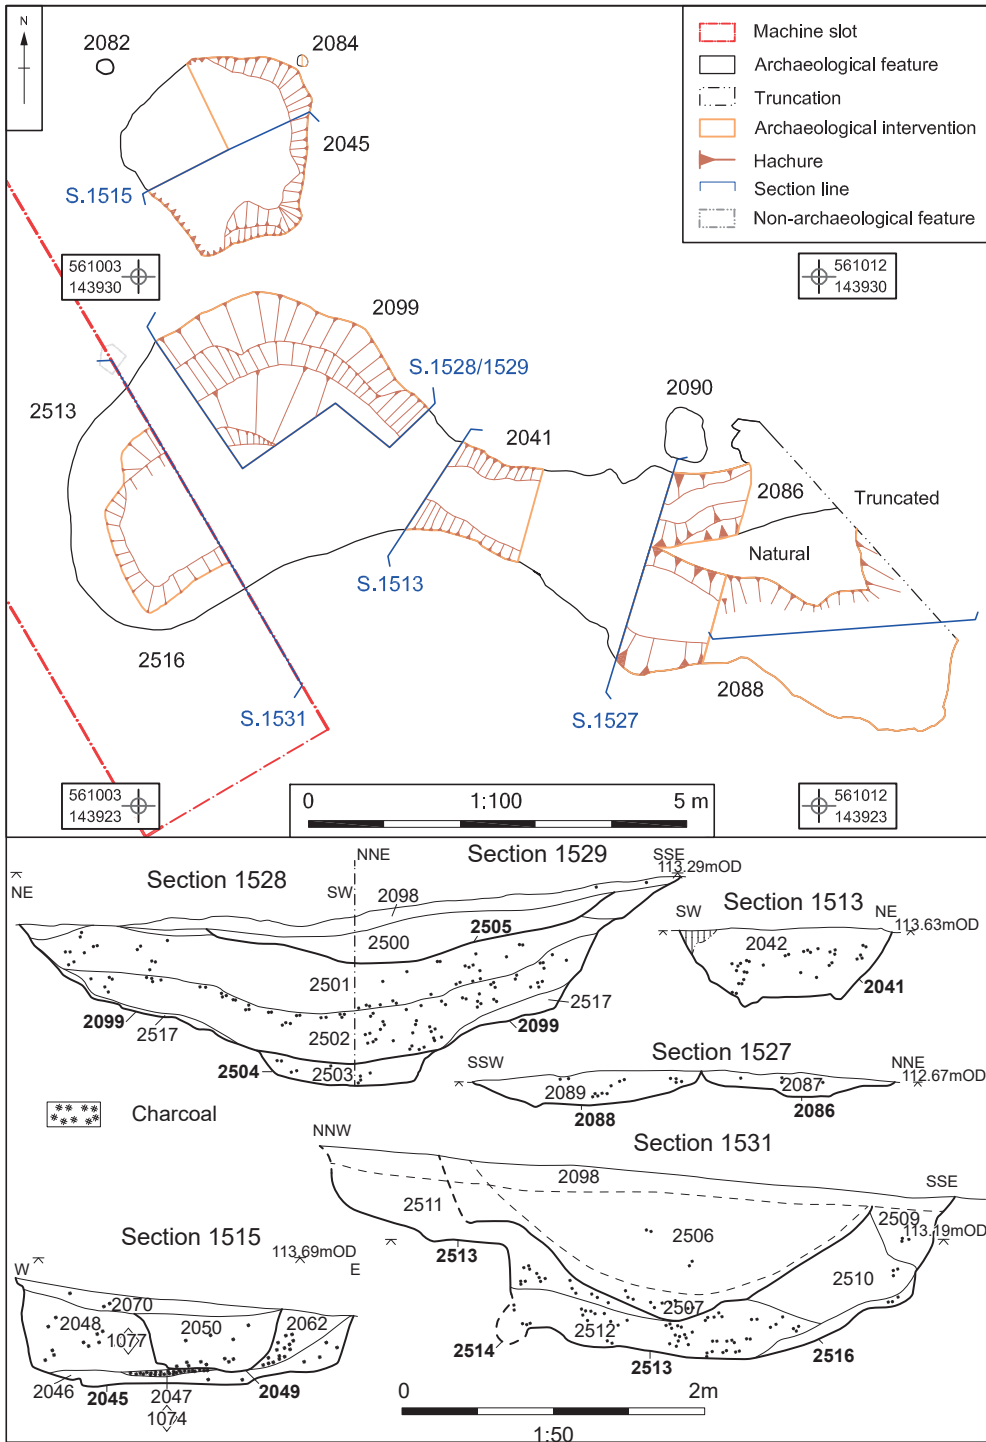 N
2082
2084
2045
S.1515
Machine slot
Archaeological feature
Truncation
Archaeological intervention
Hachure
Section line
Non-archaeological feature
561003
143930
561012
143930
2099
S.1528/1529
2513
2041
2090
2086
Truncated
Natural
S.1513
2516
2088
S.1531
S.1527
561003
143923
0 1:100 5 m
561012
143923
NNE
Section 1529
SSE
113.29mOD
Section 1528
NE
SW
2098
2500
2505
2501
2502
2517
2099
2517
2099
2504
2503
Section 1513
SW
NE
113.63mOD
2042
2041
Section 1527
SSW
NNE
112.67mOD
2089
2087
2088
2086
Charcoal
NNW
Section 1531
SSE
2098
2511
2509
113.19mOD
2506
2513
2510
2507
2512
2514
2513
2516
Section 1515
113.69mOD
W
E
2070
2048
2050
2062
1077
2046
2045
2047
2049
1074
0 2m
1:50